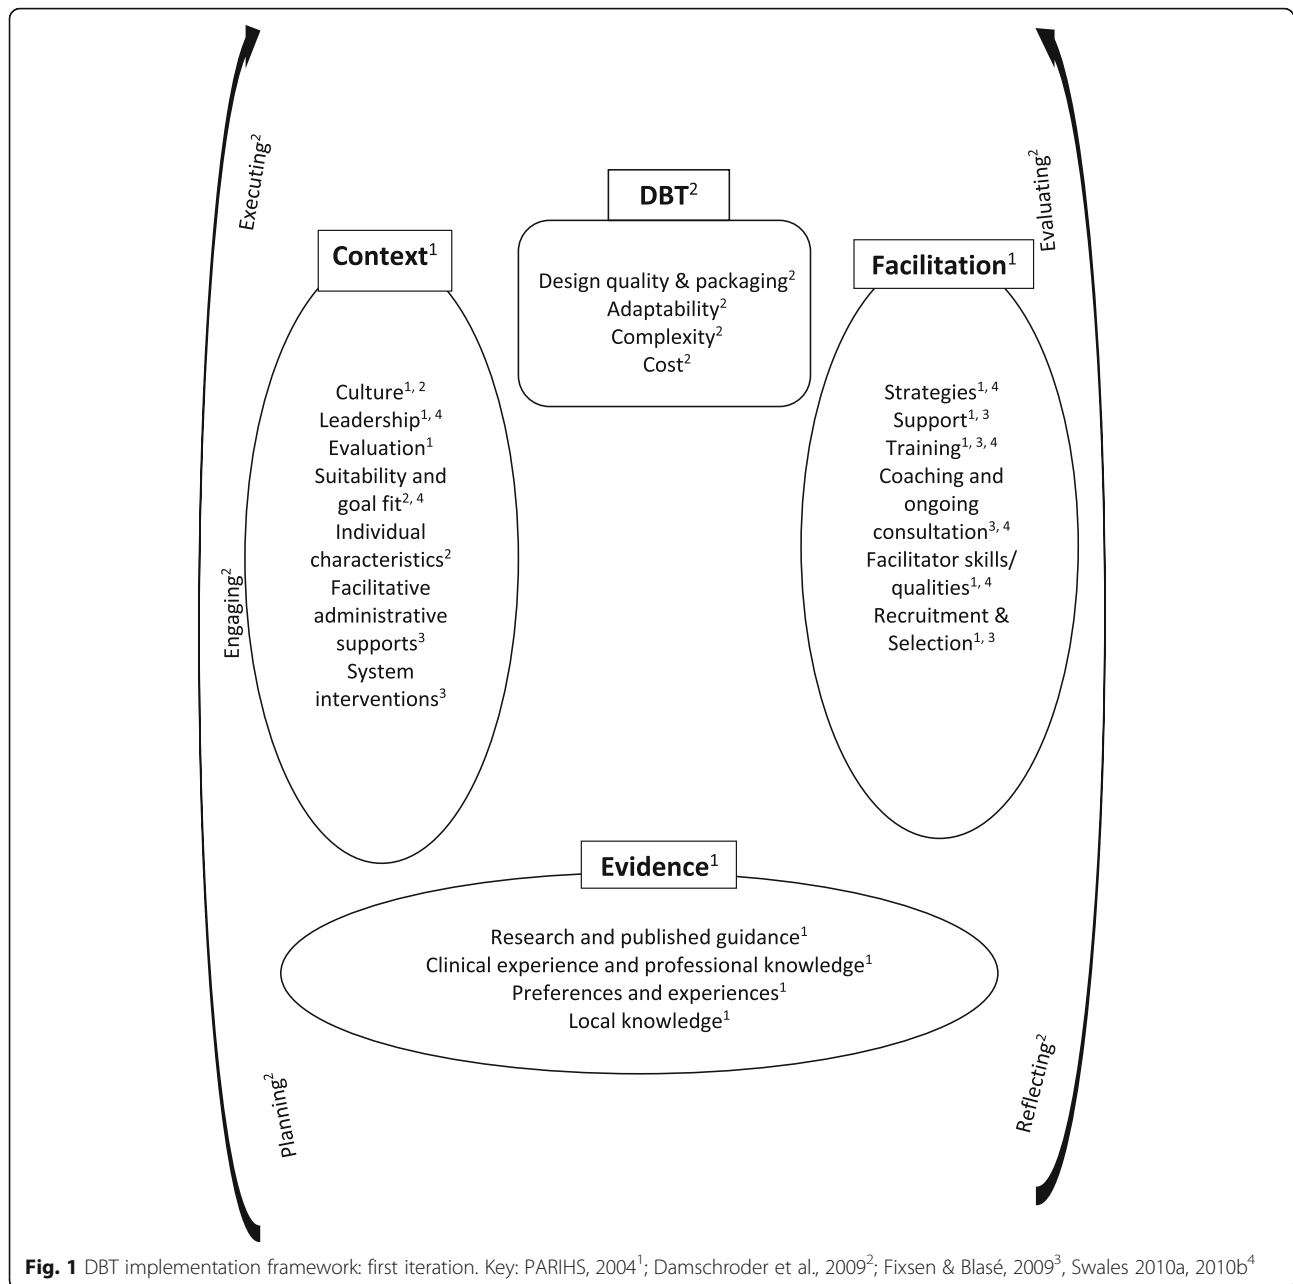 Executing²
Evaluating²
DBT²
Design quality & packaging²
Adaptability²
Complexity²
Cost²
Context¹
Culture¹, ²
Leadership¹, ⁴
Evaluation¹
Suitability and
goal fit², ⁴
Individual
characteristics²
Facilitative
administrative
supports³
System
interventions³
Facilitation¹
Strategies¹, ⁴
Support¹, ³
Training¹, ³, ⁴
Coaching and
ongoing
consultation³, ⁴
Facilitator skills/
qualities¹, ⁴
Recruitment &
Selection¹, ³
Engaging²
Evidence¹
Research and published guidance¹
Clinical experience and professional knowledge¹
Preferences and experiences¹
Local knowledge¹
Planning²
Reflecting²
Fig. 1 DBT implementation framework: first iteration. Key: PARIHS, 2004¹; Damschroder et al., 2009²; Fixsen & Blasé, 2009³, Swales 2010a, 2010b⁴